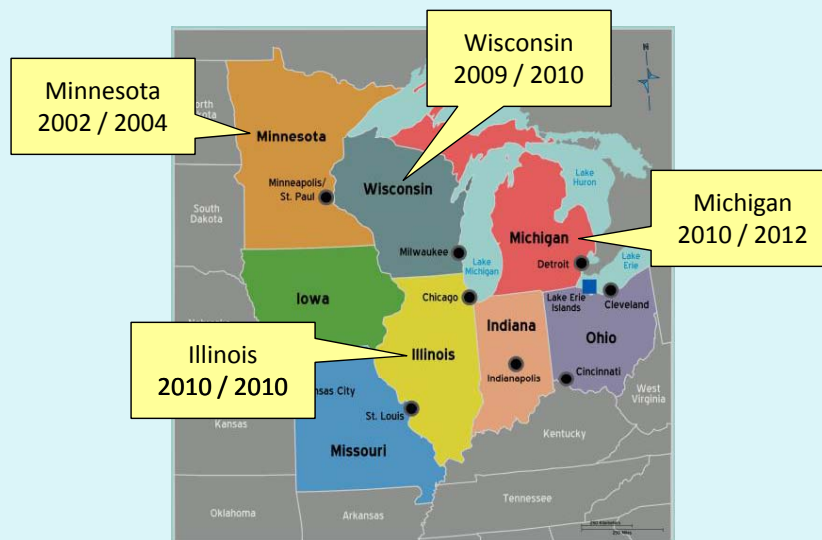 Wisconsin
2009 / 2010
Minnesota
2002 / 2004
Michigan
2010 / 2012
Illinois
2010 / 2010
N
Minnesota
Minneapolis/
St. Paul
South
Dakota
Wisconsin
Milwaukee
Lake
Michigan
Lake
Huron
Michigan
Detroit
Lake
Erie
Iowa
Chicago
Lake Erie
Islands
Cleveland
Illinois
Indiana
Indianapolis
Ohio
Cincinnati
West
Virginia
St. Louis
Missouri
Kansas
Kentucky
Oklahoma
Arkansas
Tennessee